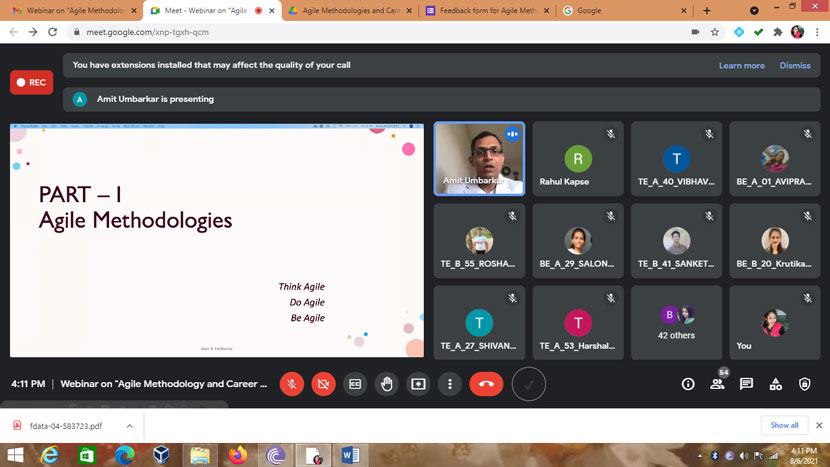 Webinar on "Agile Methodolog
Meet - Webinar on "Agile
Agile Methodologies and Care
Feedback form for Agile Meth
Google
meet.google.com/xnp-tgxh-qcm
REC
You have extensions installed that may affect the quality of your call
Learn more
Dismiss
A
Amit Umbarkar is presenting
PART – I
Agile Methodologies
Think Agile
Do Agile
Be Agile
Amit Umbarka
R
Rahul Kapse
T
TE_A_40_VIBHAV...
BE_A_01_AVIPRA...
TE_B_55_ROSHA...
BE_A_29_SALON...
TE_B_41_SANKET...
BE_B_20_Krutika...
T
TE_A_27_SHIVAN...
T
TE_A_53_Harshal...
B
42 others
You
4:11 PM
Webinar on "Agile Methodology and Career ...
54
fdata-04-583723.pdf
Show all
4:11 PM
8/6/2021